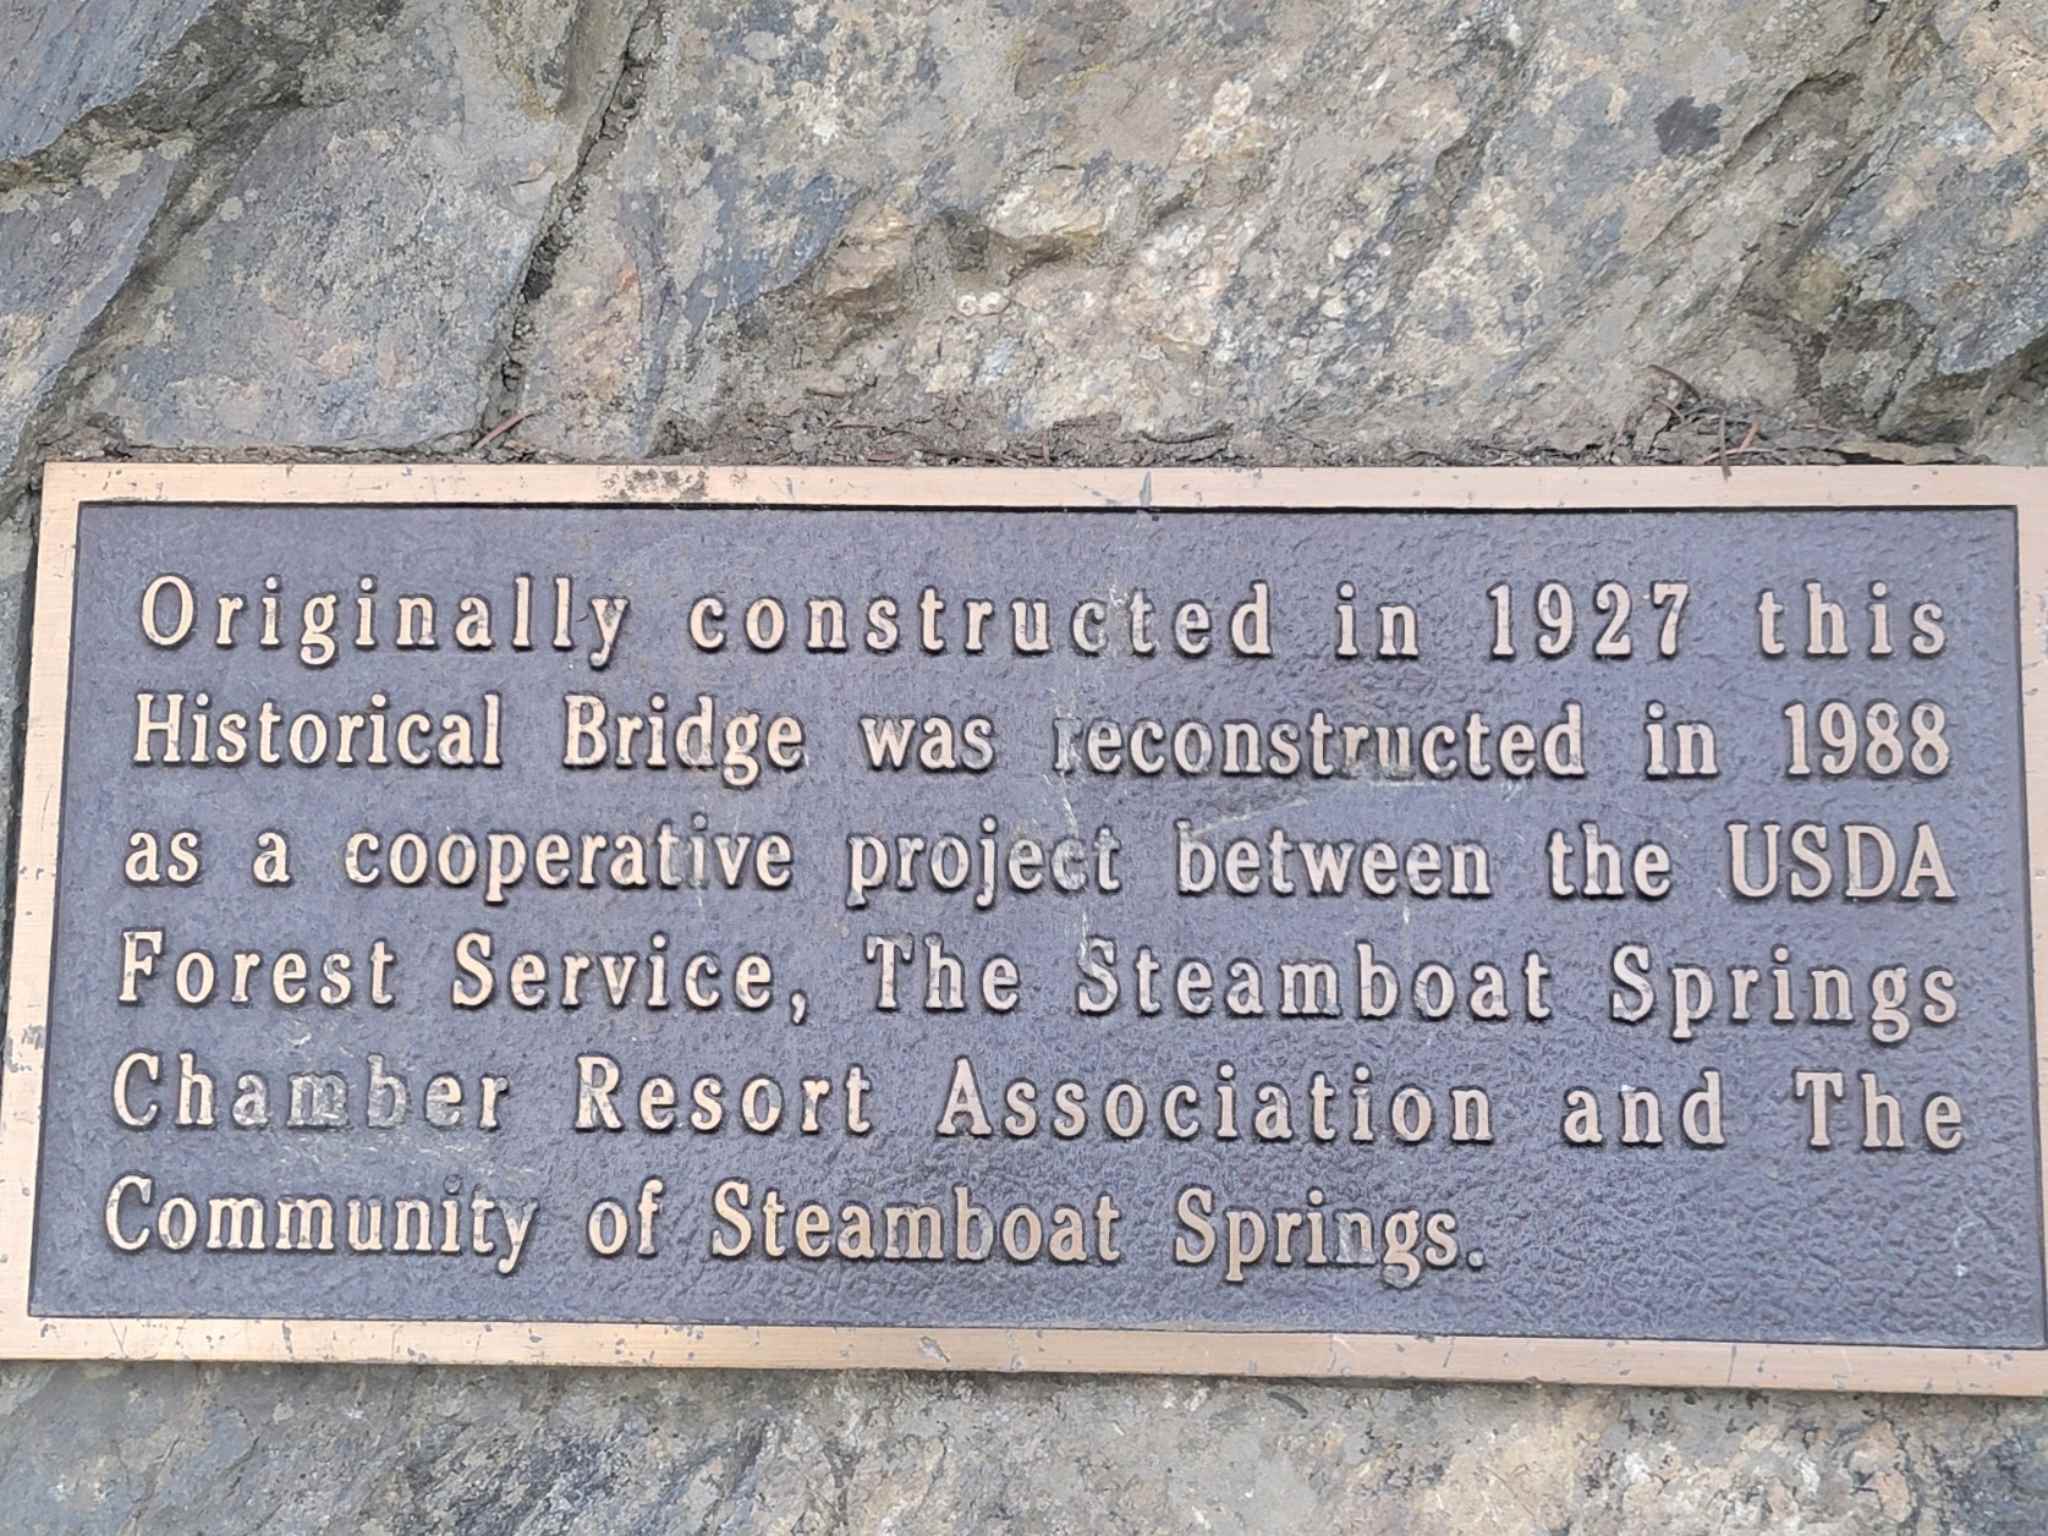 Originally constructed in 1927 this
Historical Bridge was reconstructed in 1988
as a cooperative project between the USDA
Forest Service, The Steamboat Springs
Chamber Resort Association and The
Community of Steamboat Springs.